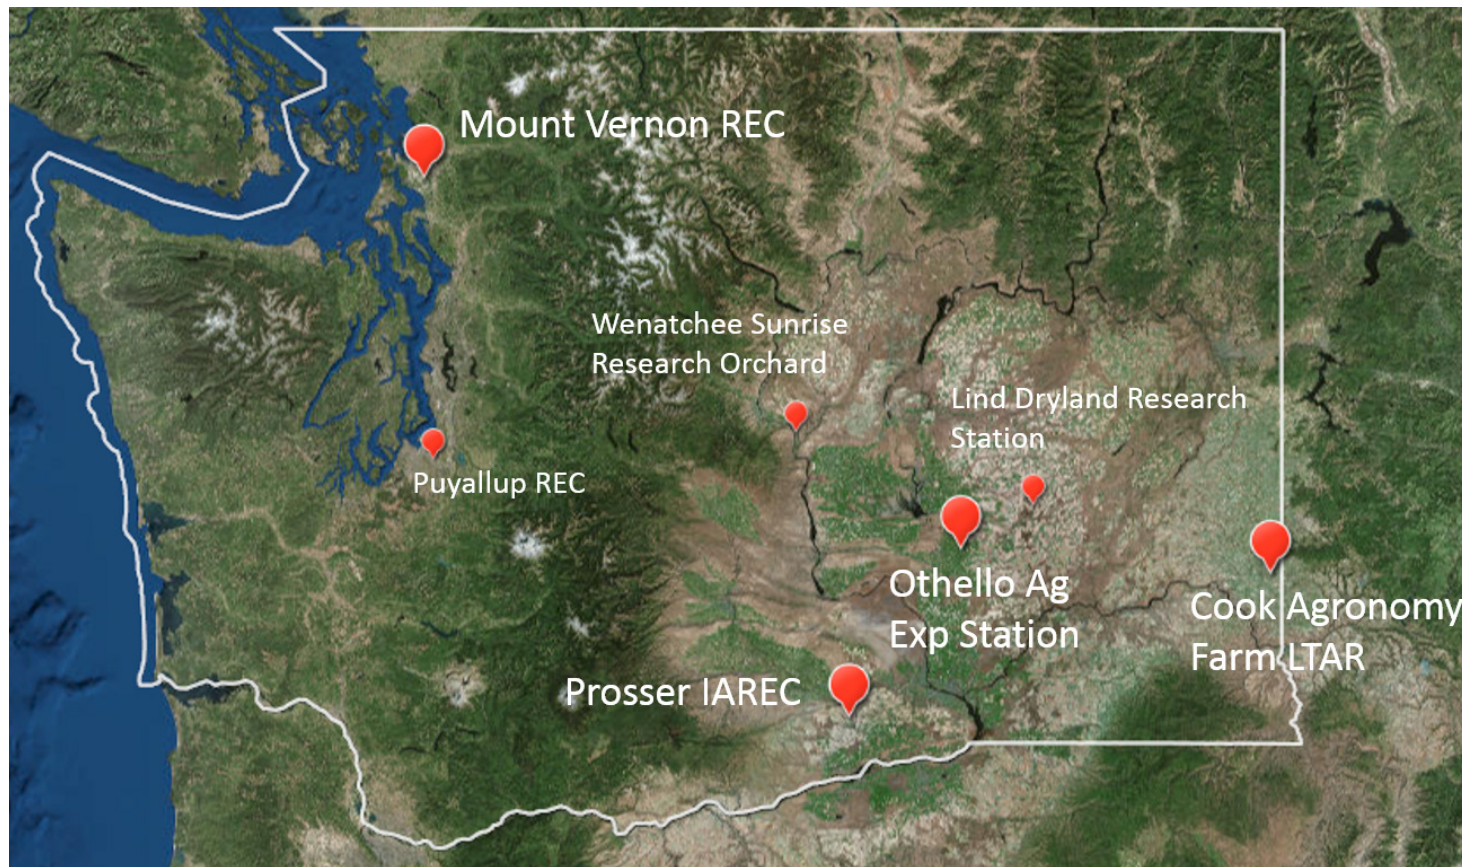 Mount Vernon REC
Wenatchee Sunrise
Research Orchard
Lind Dryland Research
Station
Puyallup REC
Othello Ag
Exp Station
Cook Agronomy
Farm LTAR
Prosser IAREC